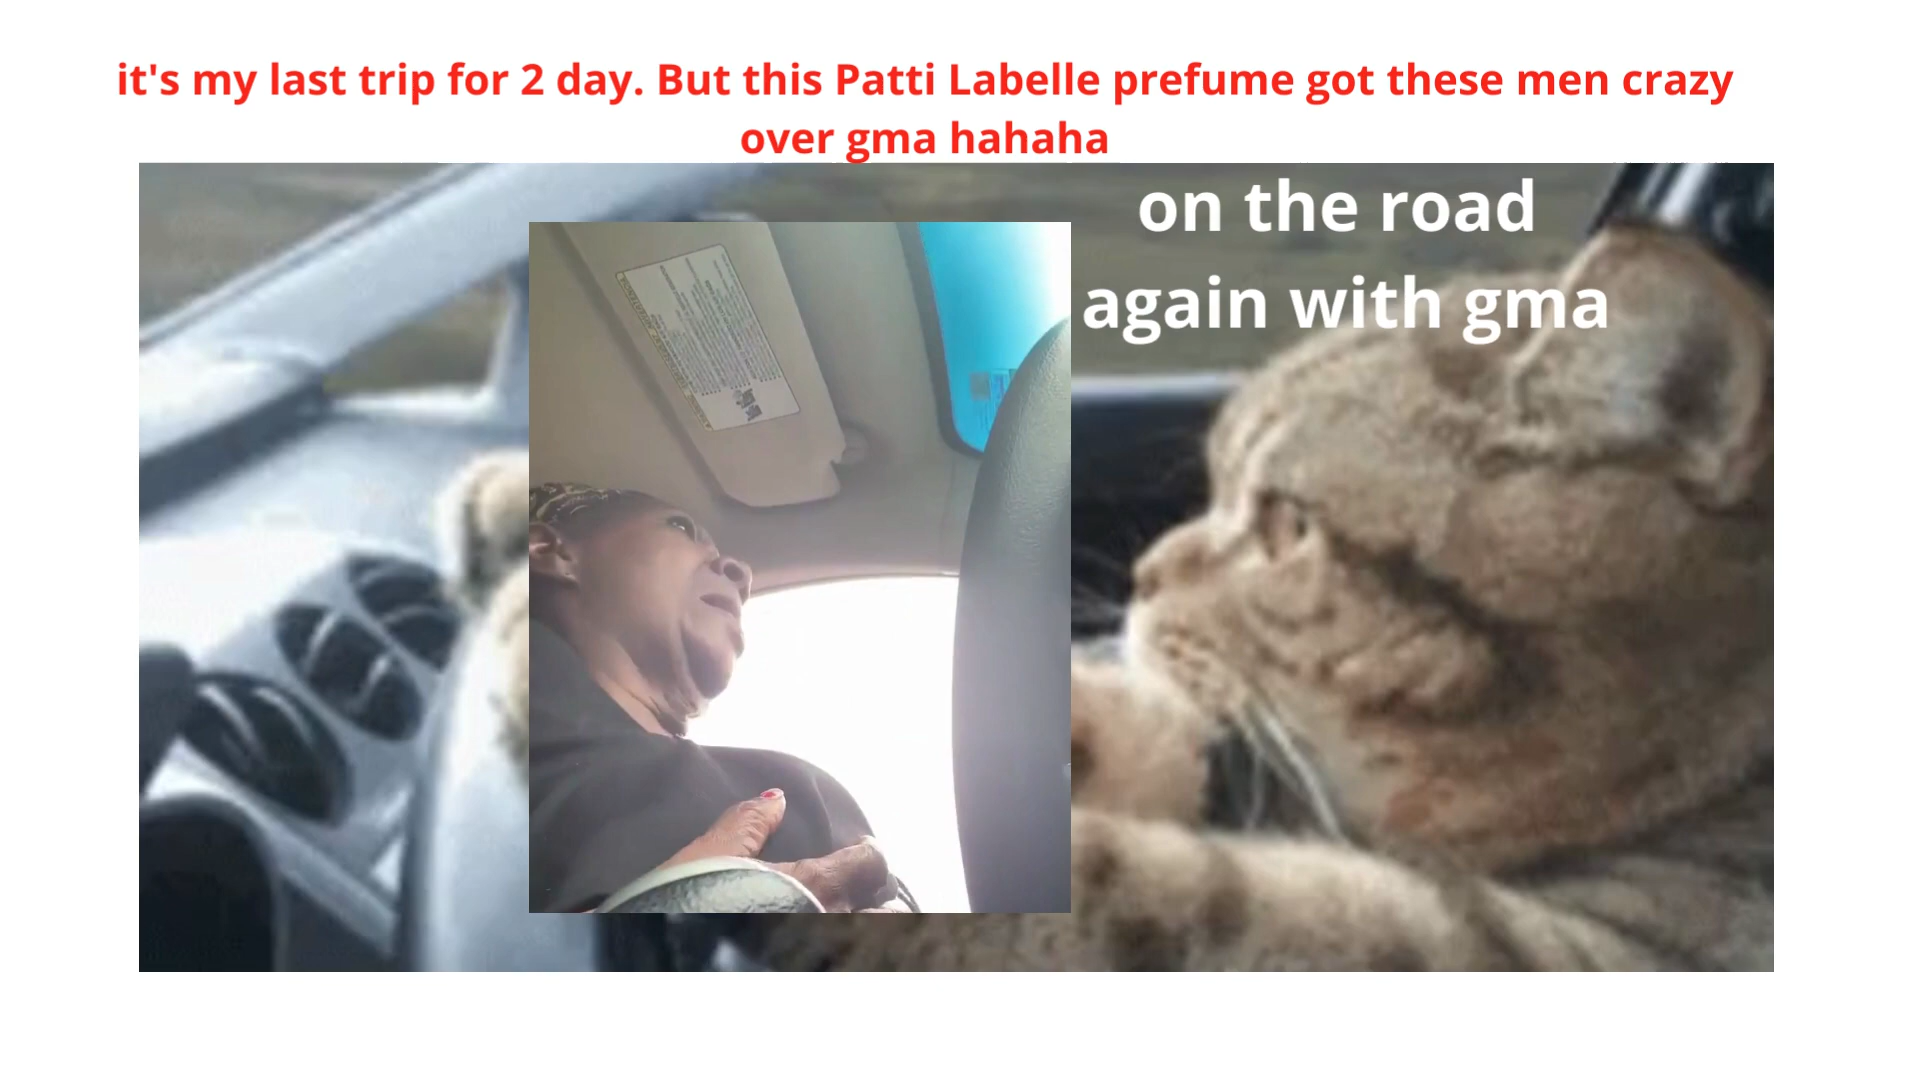 it's my last trip for 2 day. But this Patti Labelle prefume got these men crazy
over gma hahaha
on the road
again with gma